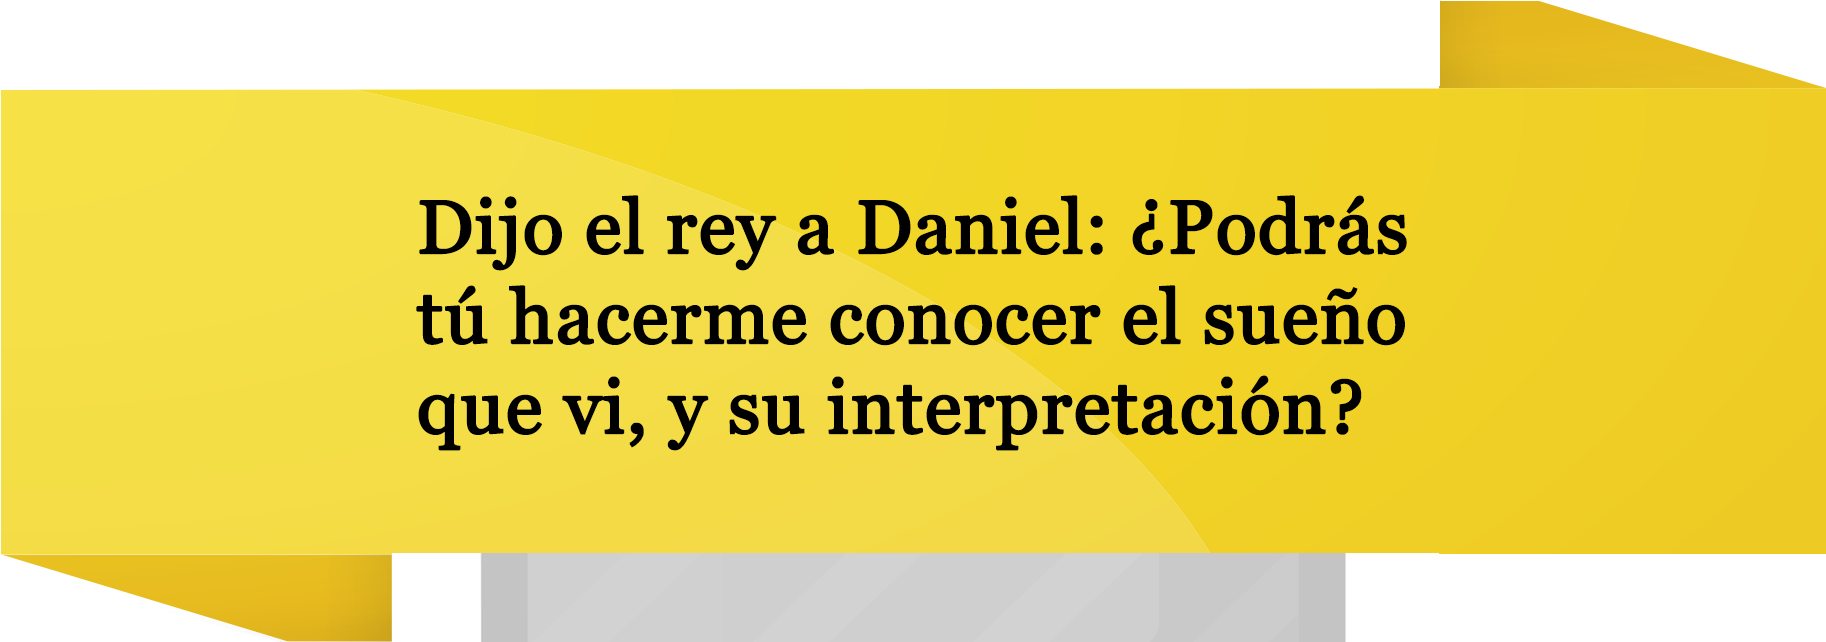 Dijo el rey a Daniel: ¿Podrás
tú hacerme conocer el sueño
que vi, y su interpretación?